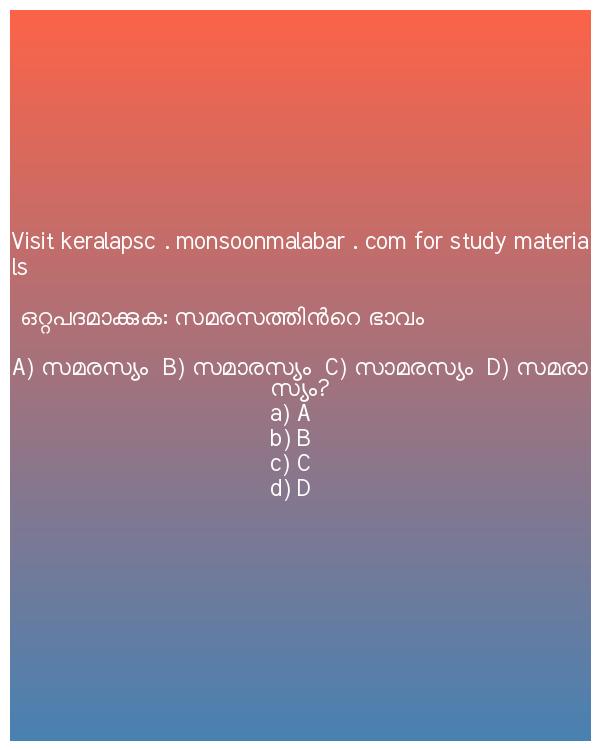 Visit keralapsc . monsoonmalabar . com for study materia
ls
ഒറ്റപദമാക്കുക: സമരസത്തിൻറെ ഭാവം
A) സമരസ്യം  B) സമാരസ്യം  C) സാമരസ്യം  D) സമരാ
സ്യം?
a) A
b) B
c) C
d) D